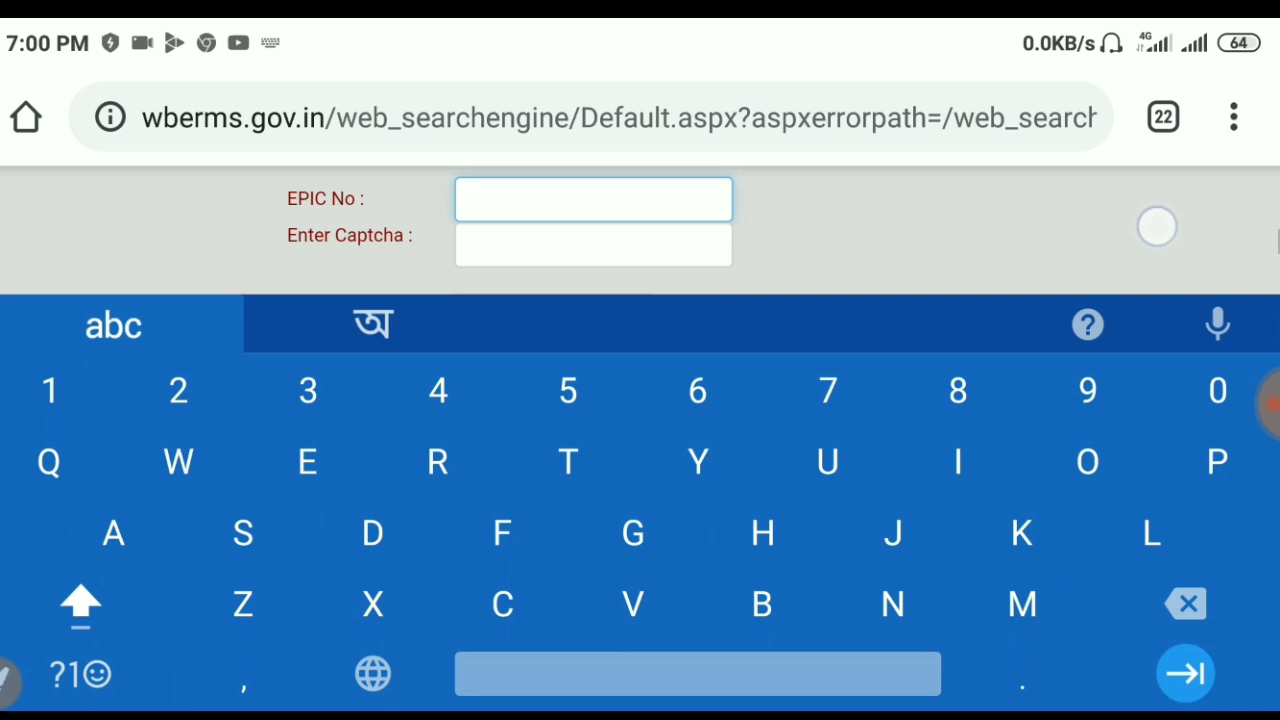 7:00 PM 0.0KB/s 4G 64
wberms.gov.in/web_searchengine/Default.aspx?aspxerrorpath=/web_search 22
EPIC No :
Enter Captcha :
abc অ ?
1 2 3 4 5 6 7 8 9 0
Q W E R T Y U I O P
A S D F G H J K L
Z X C V B N M
?1☺ , .